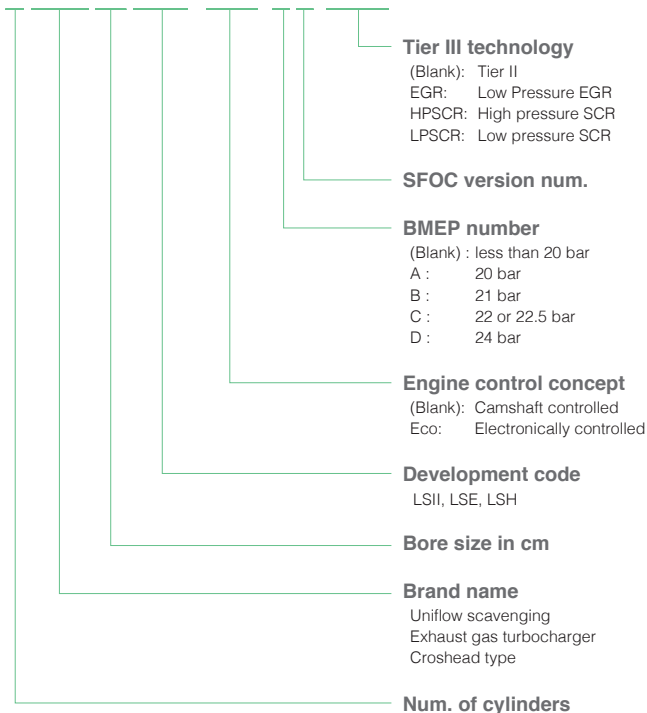 Tier III technology
(Blank): Tier II
EGR: Low Pressure EGR
HPSCR: High pressure SCR
LPSCR: Low pressure SCR
SFOC version num.
BMEP number
(Blank) : less than 20 bar
A : 20 bar
B : 21 bar
C : 22 or 22.5 bar
D : 24 bar
Engine control concept
(Blank): Camshaft controlled
Eco: Electronically controlled
Development code
LSII, LSE, LSH
Bore size in cm
Brand name
Uniflow scavenging
Exhaust gas turbocharger
Croshead type
Num. of cylinders